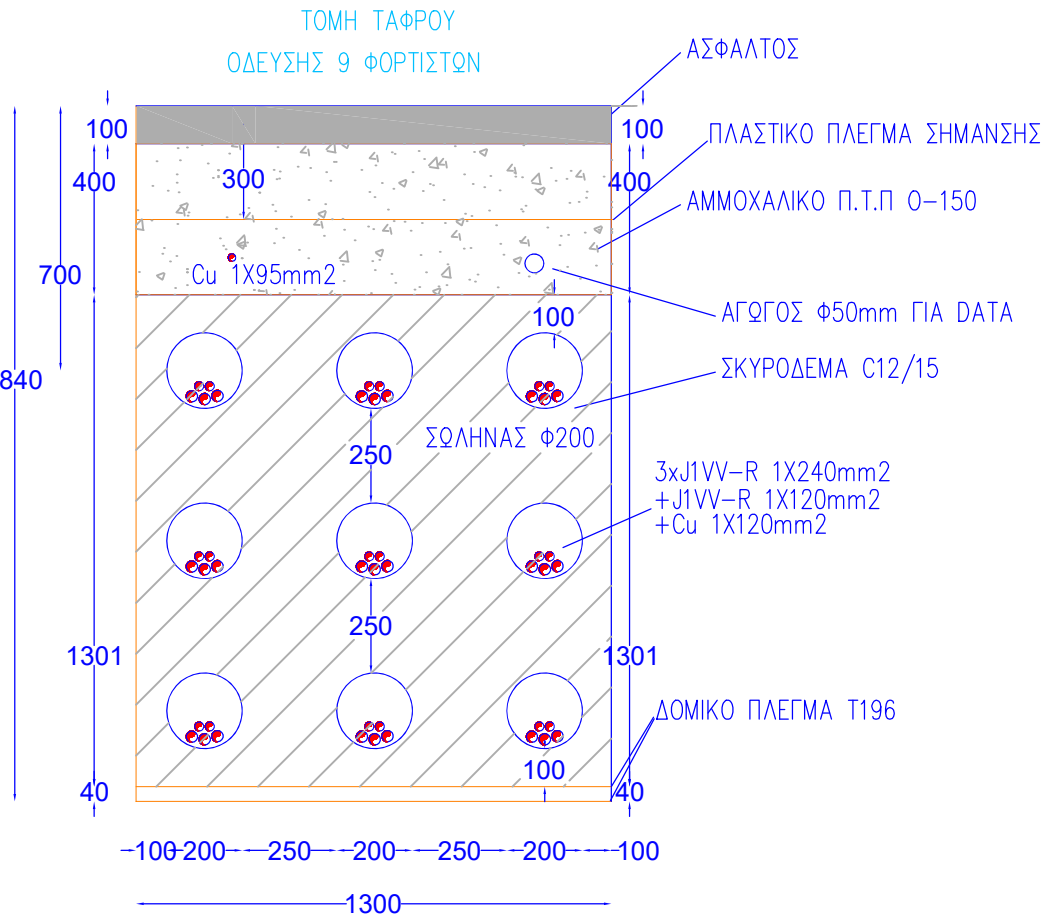 ΤΟΜΗ ΤΑΦΡΟΥ
ΟΔΕΥΣΗΣ 9 ΦΟΡΤΙΣΤΩΝ
ΑΣΦΑΛΤΟΣ
100
100
ΠΛΑΣΤΙΚΟ ΠΛΕΓΜΑ ΣΗΜΑΝΣΗΣ
400
300
400
ΑΜΜΟΧΑΛΙΚΟ Π.Τ.Π Ο-150
700
Cu 1X95mm2
100
ΑΓΩΓΟΣ Φ50mm ΓΙΑ DATA
840
ΣΚΥΡΟΔΕΜΑ C12/15
ΣΩΛΗΝΑΣ Φ200
250
3xJ1VV-R 1X240mm2
+J1VV-R 1X120mm2
+Cu 1X120mm2
250
1301
1301
ΔΟΜΙΚΟ ΠΛΕΓΜΑ Τ196
100
40
40
100
200
250
200
250
200
100
1300